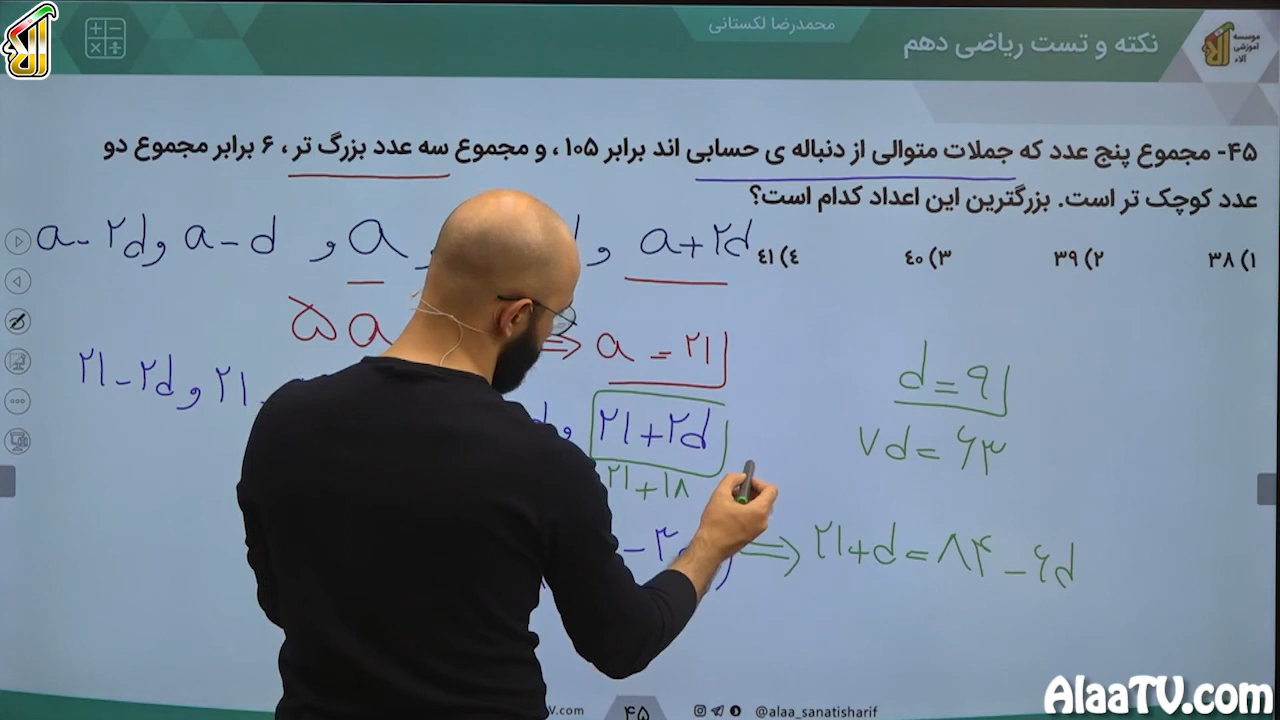 محمدرضا لکستانی
نکته و تست ریاضی دهم
موسسه
آموزشی
آلاء
۴۵- مجموع پنج عدد که جملات متوالی از دنباله ی حسابی اند برابر ۱۰۵ ، و مجموع سه عدد بزرگ تر ، ۶ برابر مجموع دو
عدد کوچک تر است. بزرگترین این اعداد کدام است؟
۱) ۳۸ ۲) ۳۹ ۳) ۴۰ ۴) ۴۱
a-۲d و a-d و a و d و a+۲d
۵a ⇒ a = ۲۱
d = ۹
۲۱-۲d و ۲۱ d و ۲۱+۲d
۷d = ۶۳
۲۱+۱۸
-۳d) ⇒ ۲۱+d = ۸۴-۶d
.com ۴۵ @alaa_sanatisharif
AlaaTV.com